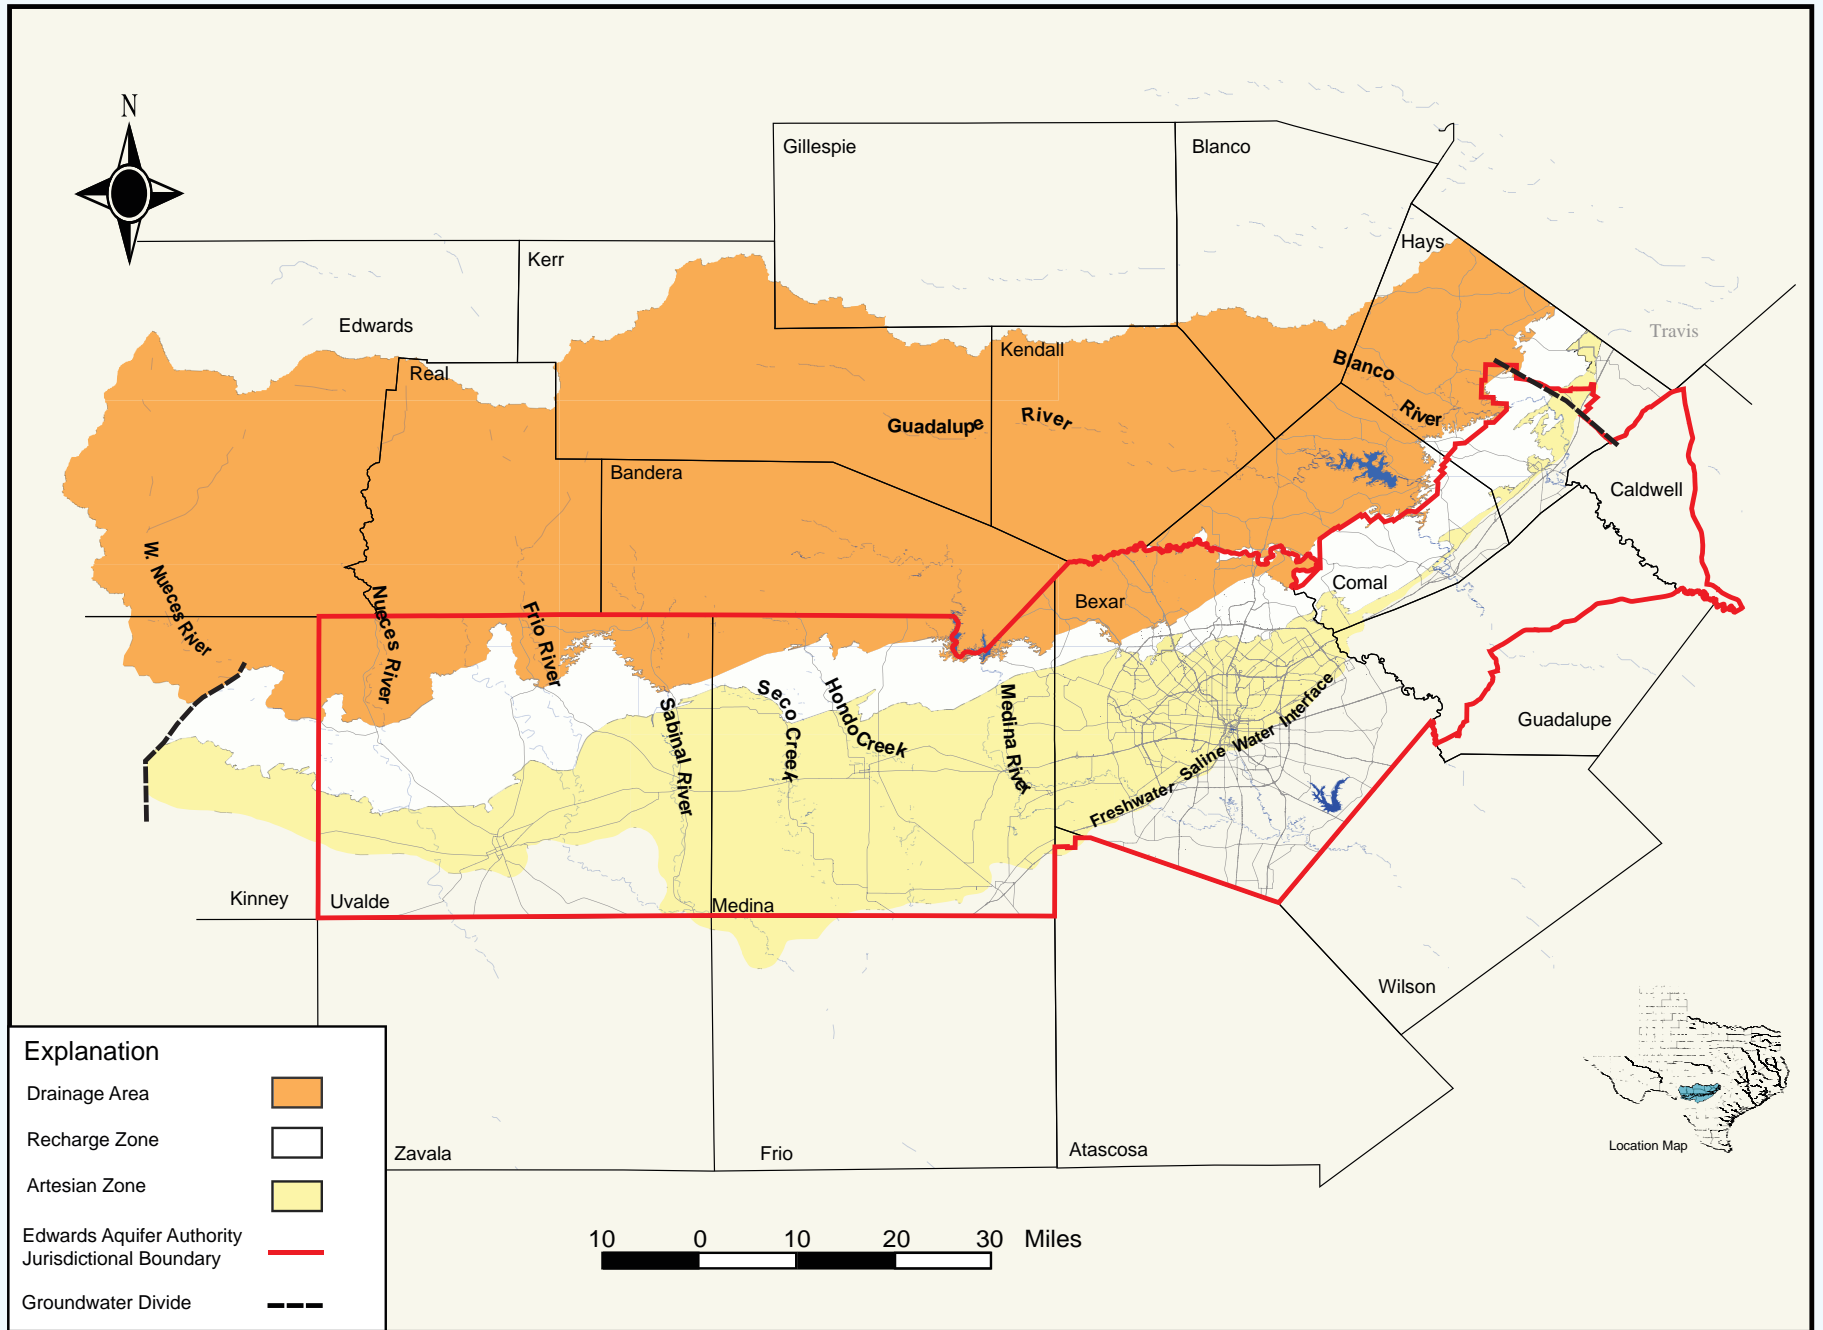 N
Gillespie
Blanco
Hays
Kerr
Edwards
Travis
Kendall
Real
Blanco
River
Guadalupe
River
Bandera
Caldwell
W. Nueces River
Nueces River
Frio River
Comal
Bexar
Sabinal River
Seco Creek
Hondo Creek
Medina River
Freshwater Saline Water Interface
Guadalupe
Kinney
Uvalde
Medina
Wilson
Zavala
Frio
Atascosa
Location Map
Explanation
Drainage Area
Recharge Zone
Artesian Zone
Edwards Aquifer Authority
Jurisdictional Boundary
Groundwater Divide
10 0 10 20 30 Miles